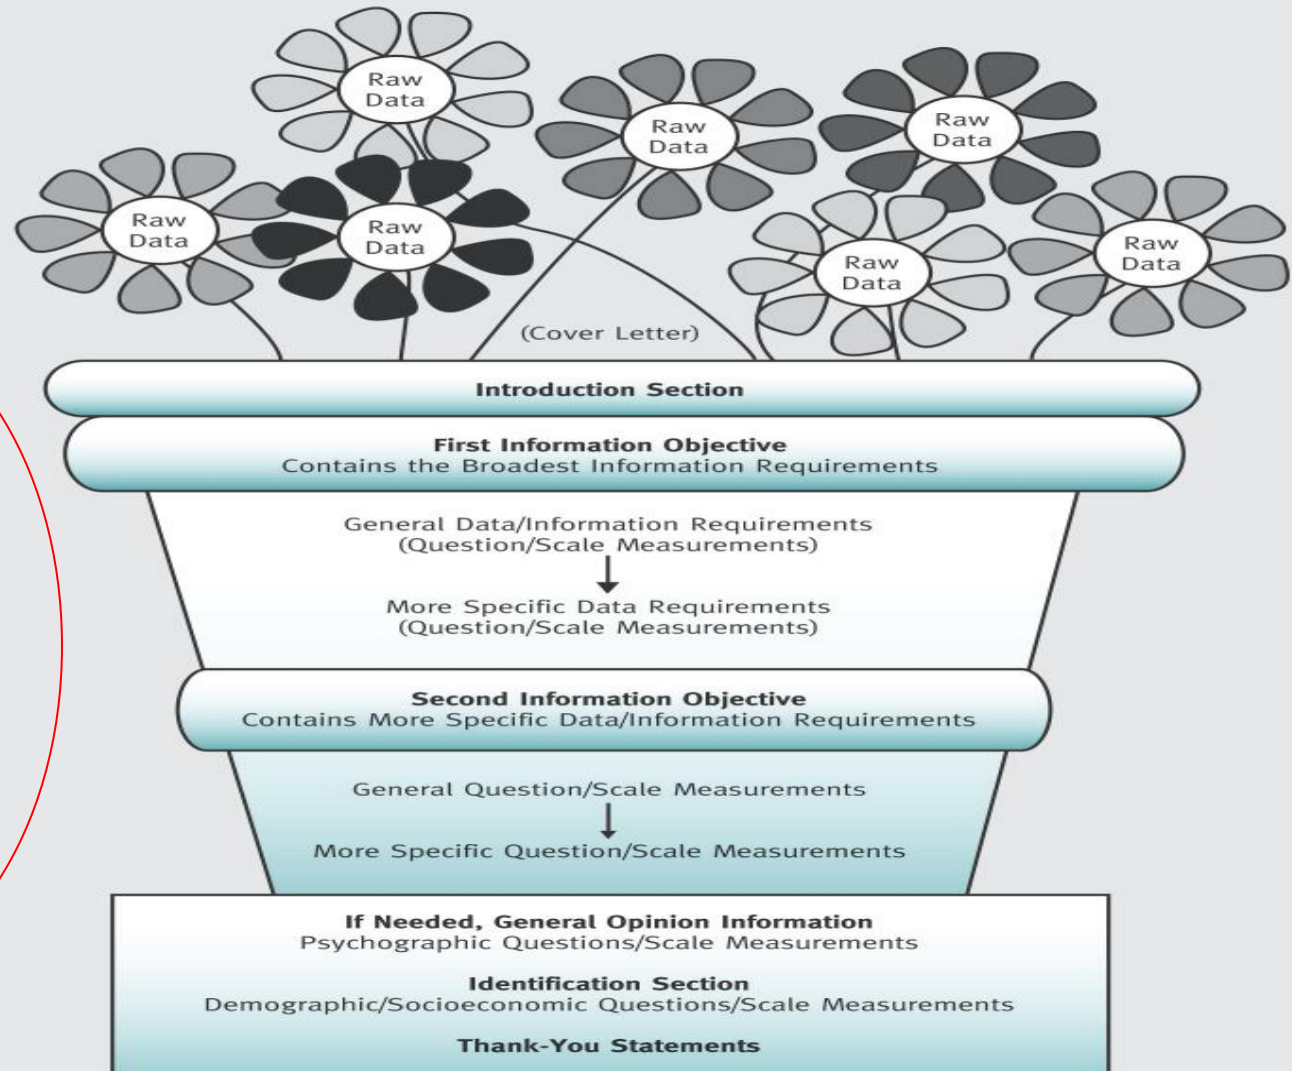 Raw
Data
Raw
Data
Raw
Data
Raw
Data
Raw
Data
Raw
Data
Raw
Data
(Cover Letter)
Introduction Section
First Information Objective
Contains the Broadest Information Requirements
General Data/Information Requirements
(Question/Scale Measurements)
More Specific Data Requirements
(Question/Scale Measurements)
Second Information Objective
Contains More Specific Data/Information Requirements
General Question/Scale Measurements
More Specific Question/Scale Measurements
If Needed, General Opinion Information
Psychographic Questions/Scale Measurements
Identification Section
Demographic/Socioeconomic Questions/Scale Measurements
Thank-You Statements